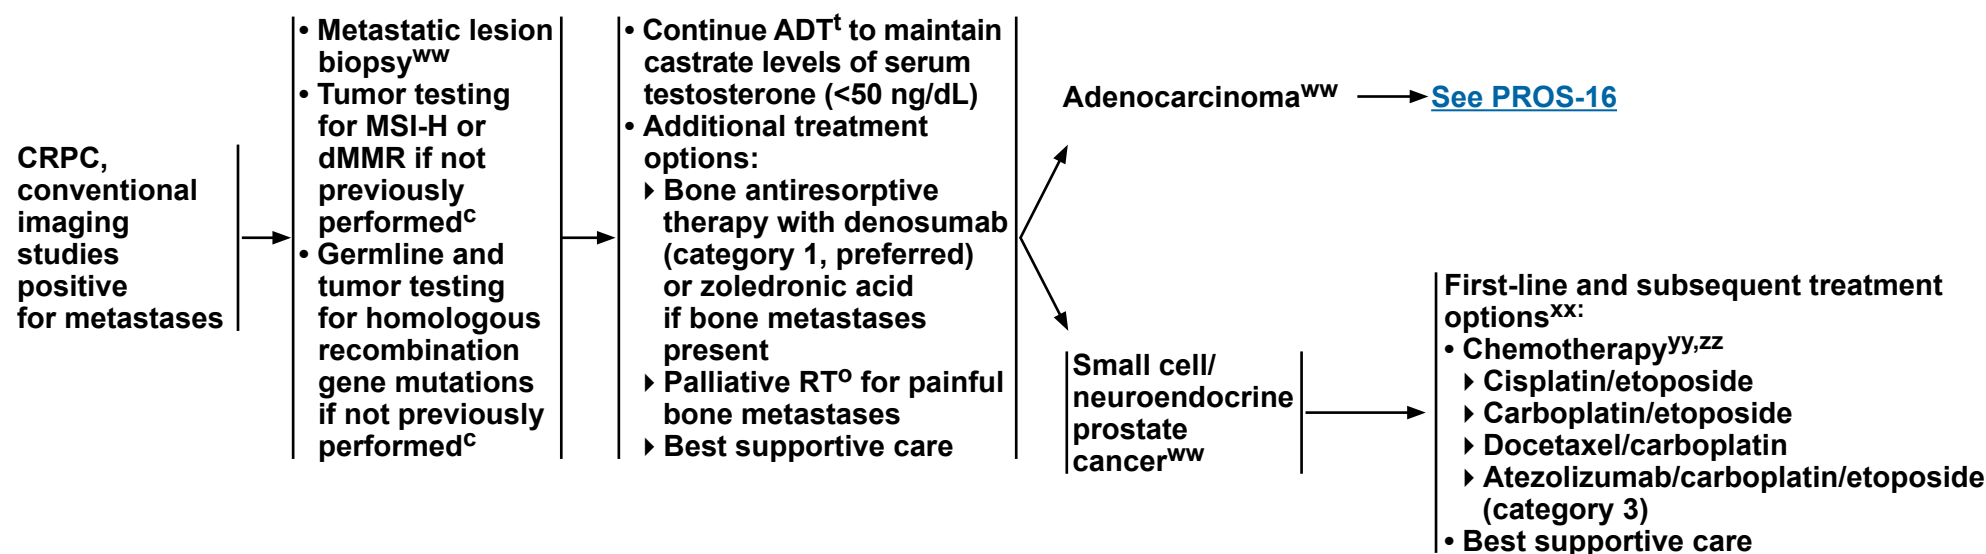 CRPC,
conventional
imaging
studies
positive
for metastases
• Metastatic lesion
biopsyww
• Tumor testing
for MSI-H or
dMMR if not
previously
performedc
• Germline and
tumor testing
for homologous
recombination
gene mutations
if not previously
performedc
• Continue ADTt to maintain
castrate levels of serum
testosterone (<50 ng/dL)
• Additional treatment
options:
▸ Bone antiresorptive
therapy with denosumab
(category 1, preferred)
or zoledronic acid
if bone metastases
present
▸ Palliative RTo for painful
bone metastases
▸ Best supportive care
Adenocarcinomaww
See PROS-16
Small cell/
neuroendocrine
prostate
cancerww
First-line and subsequent treatment
optionsxx:
• Chemotherapyyy,zz
▸ Cisplatin/etoposide
▸ Carboplatin/etoposide
▸ Docetaxel/carboplatin
▸ Atezolizumab/carboplatin/etoposide
(category 3)
• Best supportive care